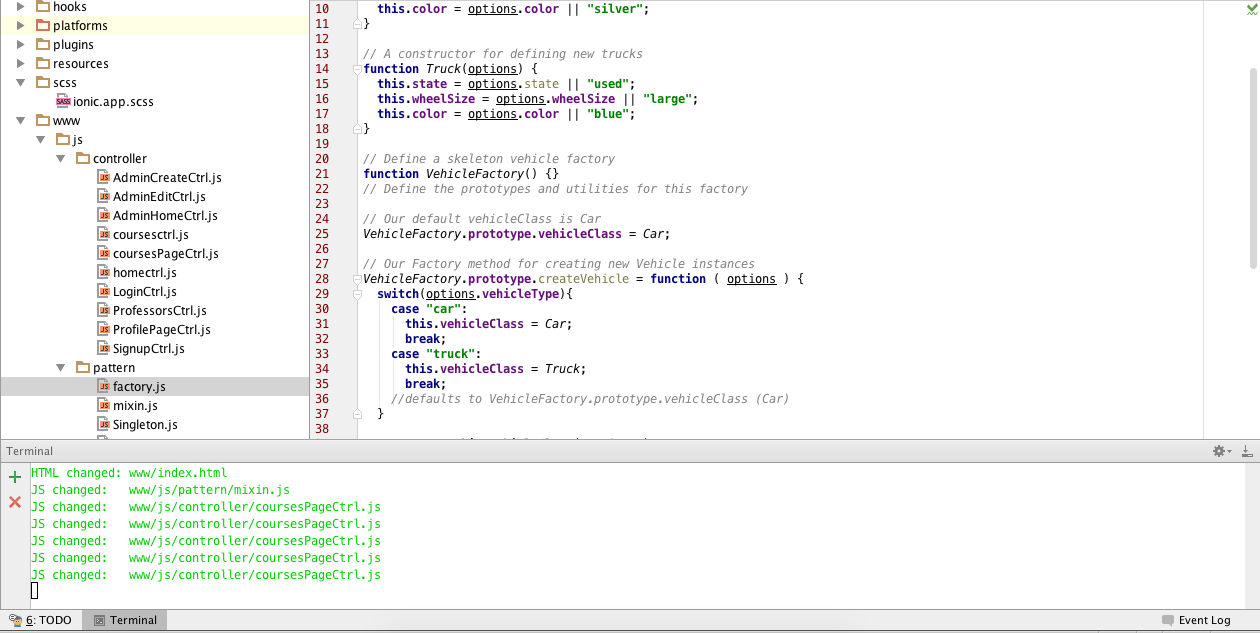 hooks
platforms
plugins
resources
scss
SASS ionic.app.scss
www
js
controller
JS AdminCreateCtrl.js
JS AdminEditCtrl.js
JS AdminHomeCtrl.js
JS coursesctrl.js
JS coursesPageCtrl.js
JS homectrl.js
JS LoginCtrl.js
JS ProfessorsCtrl.js
JS ProfilePageCtrl.js
JS SignupCtrl.js
pattern
JS factory.js
JS mixin.js
JS Singleton.js
10 this.color = options.color || "silver";
11 }
12
13 // A constructor for defining new trucks
14 function Truck(options) {
15 this.state = options.state || "used";
16 this.wheelSize = options.wheelSize || "large";
17 this.color = options.color || "blue";
18 }
19
20 // Define a skeleton vehicle factory
21 function VehicleFactory() {}
22 // Define the prototypes and utilities for this factory
23
24 // Our default vehicleClass is Car
25 VehicleFactory.prototype.vehicleClass = Car;
26
27 // Our Factory method for creating new Vehicle instances
28 VehicleFactory.prototype.createVehicle = function ( options ) {
29 switch(options.vehicleType){
30 case "car":
31 this.vehicleClass = Car;
32 break;
33 case "truck":
34 this.vehicleClass = Truck;
35 break;
36 //defaults to VehicleFactory.prototype.vehicleClass (Car)
37 }
38
Terminal
HTML changed: www/index.html
JS changed: www/js/pattern/mixin.js
JS changed: www/js/controller/coursesPageCtrl.js
JS changed: www/js/controller/coursesPageCtrl.js
JS changed: www/js/controller/coursesPageCtrl.js
JS changed: www/js/controller/coursesPageCtrl.js
JS changed: www/js/controller/coursesPageCtrl.js
6: TODO
Terminal
Event Log